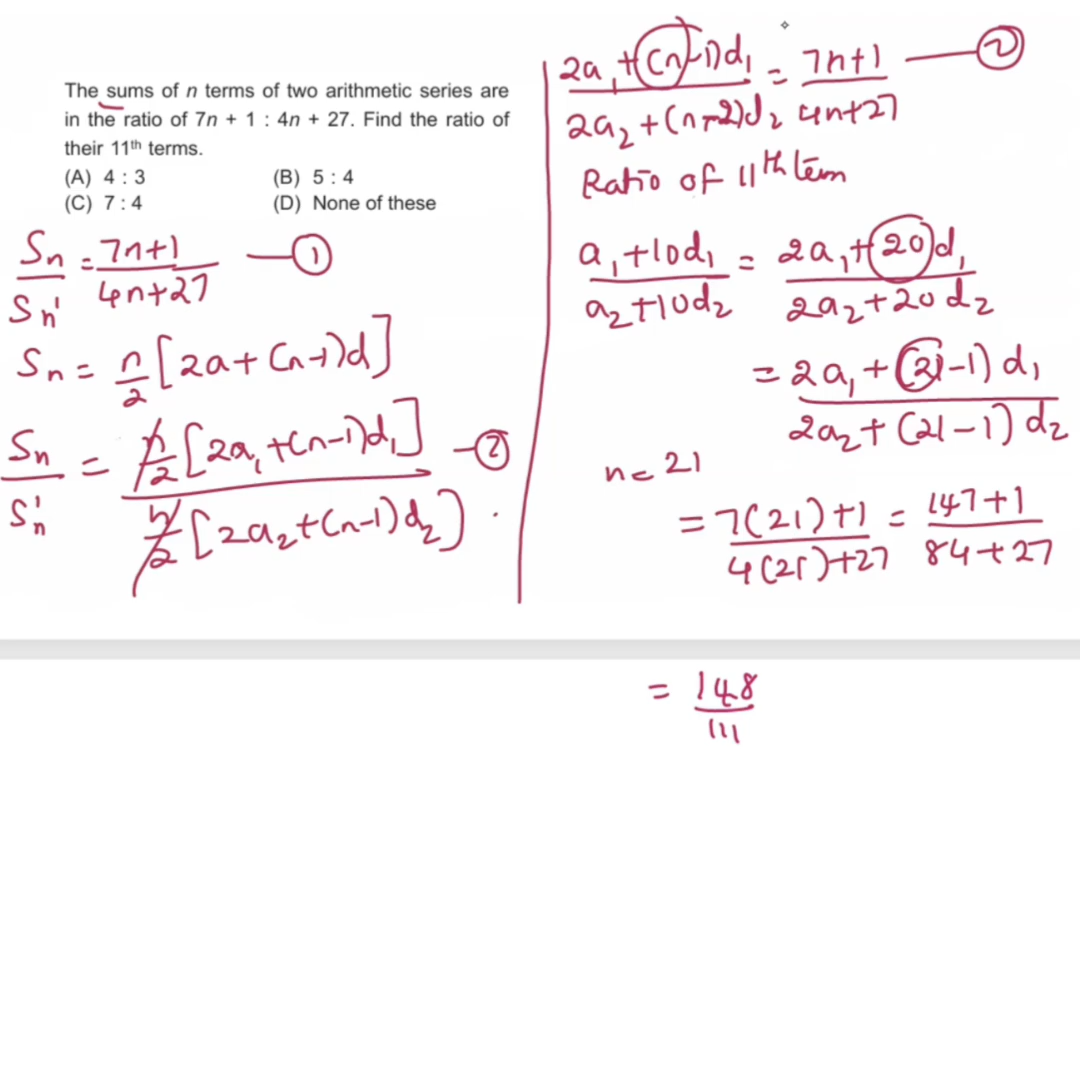 The sums of n terms of two arithmetic series are
in the ratio of 7n + 1 : 4n + 27. Find the ratio of
their 11th terms.
(A) 4 : 3 (B) 5 : 4
(C) 7 : 4 (D) None of these
Sn/Sn' = 7n+1/4n+27 — ①
Sn = n/2 [2a + (n-1)d]
Sn/S'n = n/2 [2a₁ + (n-1)d₁] / n/2 [2a₂ + (n-1)d₂] — ②
2a₁ + (n-1)d₁ / 2a₂ + (n-2)d₂ = 7n+1 / 4n+27 — ②
Ratio of 11th term
a₁+10d₁ / a₂+10d₂ = 2a₁+(20)d₁ / 2a₂+20d₂
= 2a₁ + (21-1)d₁ / 2a₂ + (21-1)d₂
n = 21
= 7(21)+1 / 4(21)+27 = 147+1 / 84+27
= 148/111